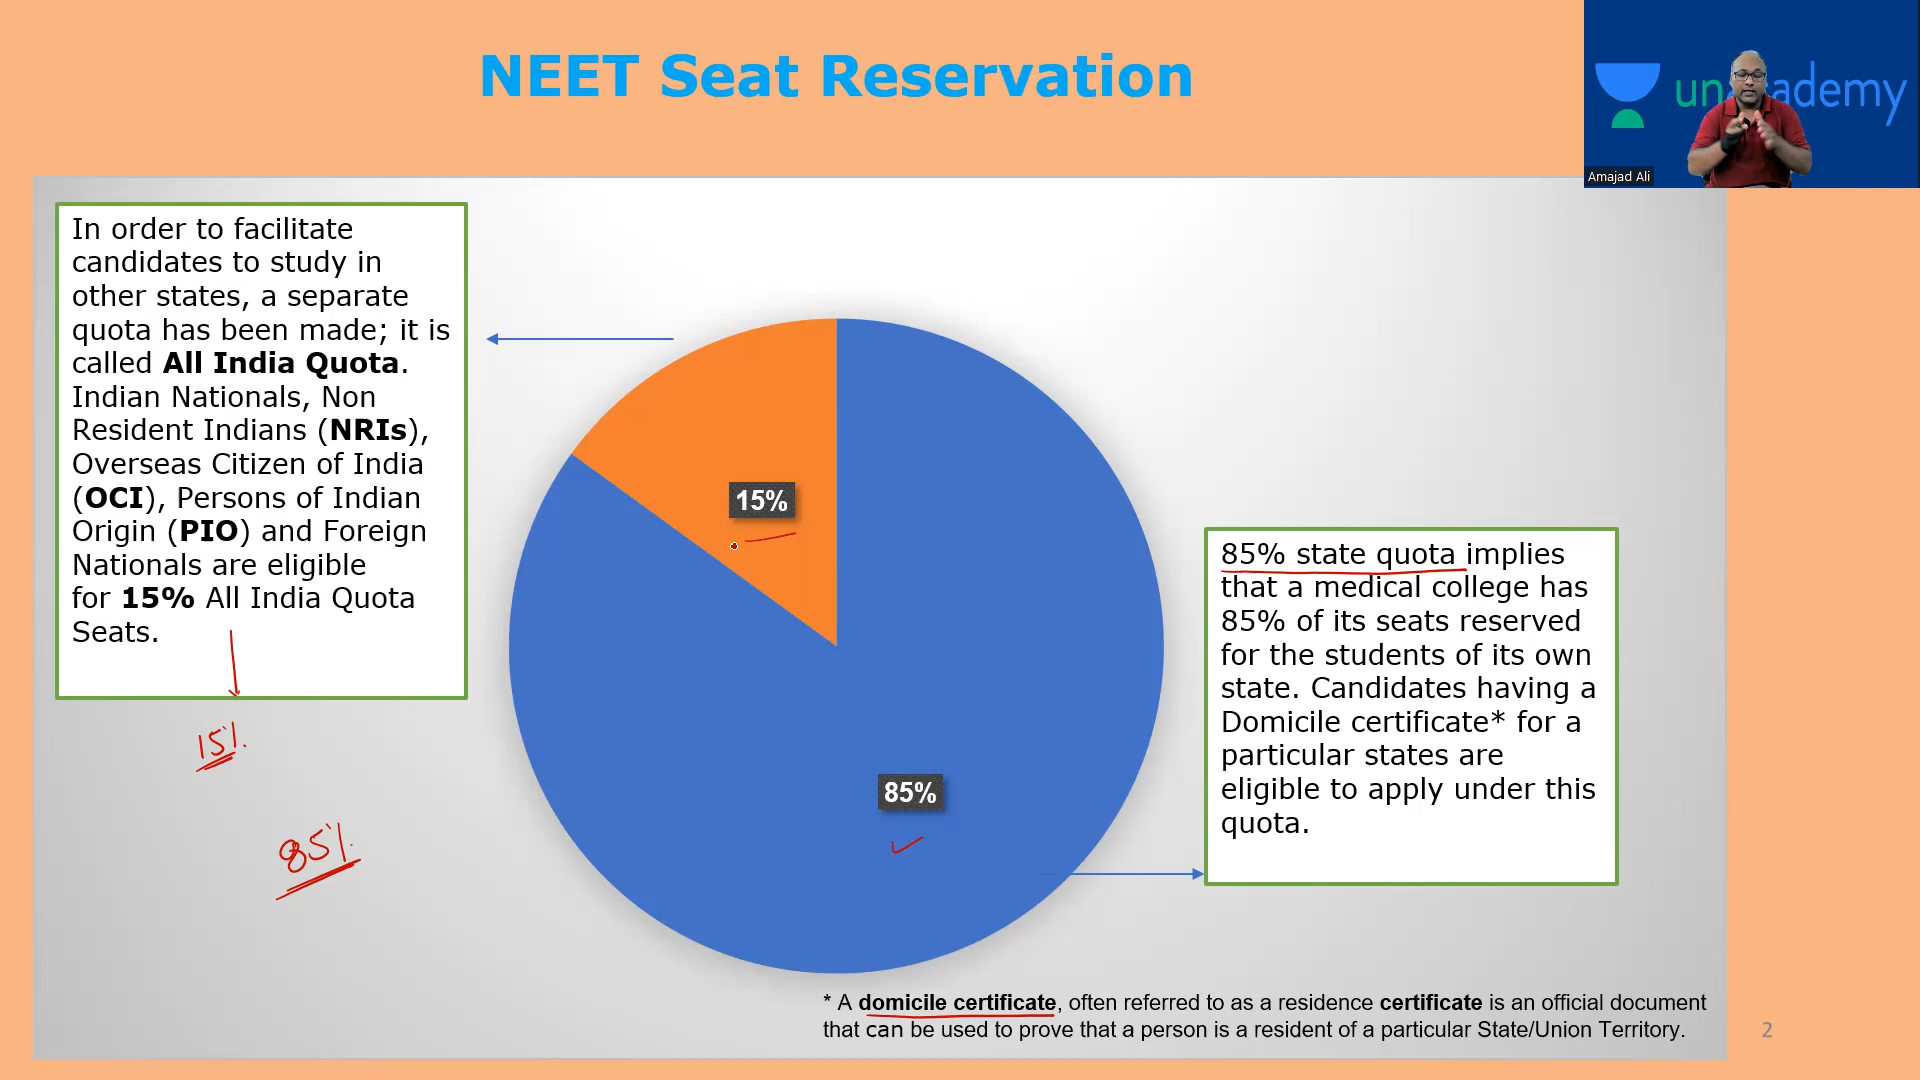 NEET Seat Reservation
unacademy
Amajad Ali
In order to facilitate
candidates to study in
other states, a separate
quota has been made; it is
called All India Quota.
Indian Nationals, Non
Resident Indians (NRIs),
Overseas Citizen of India
(OCI), Persons of Indian
Origin (PIO) and Foreign
Nationals are eligible
for 15% All India Quota
Seats.
15%
85%
15%
85%
85% state quota implies
that a medical college has
85% of its seats reserved
for the students of its own
state. Candidates having a
Domicile certificate* for a
particular states are
eligible to apply under this
quota.
* A domicile certificate, often referred to as a residence certificate is an official document
that can be used to prove that a person is a resident of a particular State/Union Territory.
2